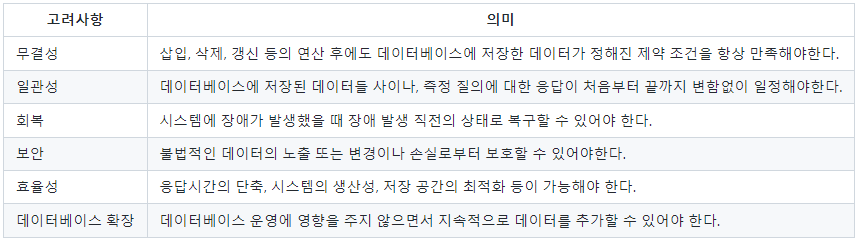 고려사항 의미
무결성 삽입, 삭제, 갱신 등의 연산 후에도 데이터베이스에 저장한 데이터가 정해진 제약 조건을 항상 만족해야한다.
일관성 데이터베이스에 저장된 데이터들 사이나, 즉정 질의에 대한 응답이 처음부터 끝까지 변함없이 일정해야한다.
회복 시스템에 장애가 발생했을 때 장애 발생 직전의 상태로 복구할 수 있어야 한다.
보안 불법적인 데이터의 노출 또는 변경이나 손실로부터 보호할 수 있어야한다.
효율성 응답시간의 단축, 시스템의 생산성, 저장 공간의 최적화 등이 가능해야 한다.
데이터베이스 확장 데이터베이스 운영에 영향을 주지 않으면서 지속적으로 데이터를 추가할 수 있어야 한다.